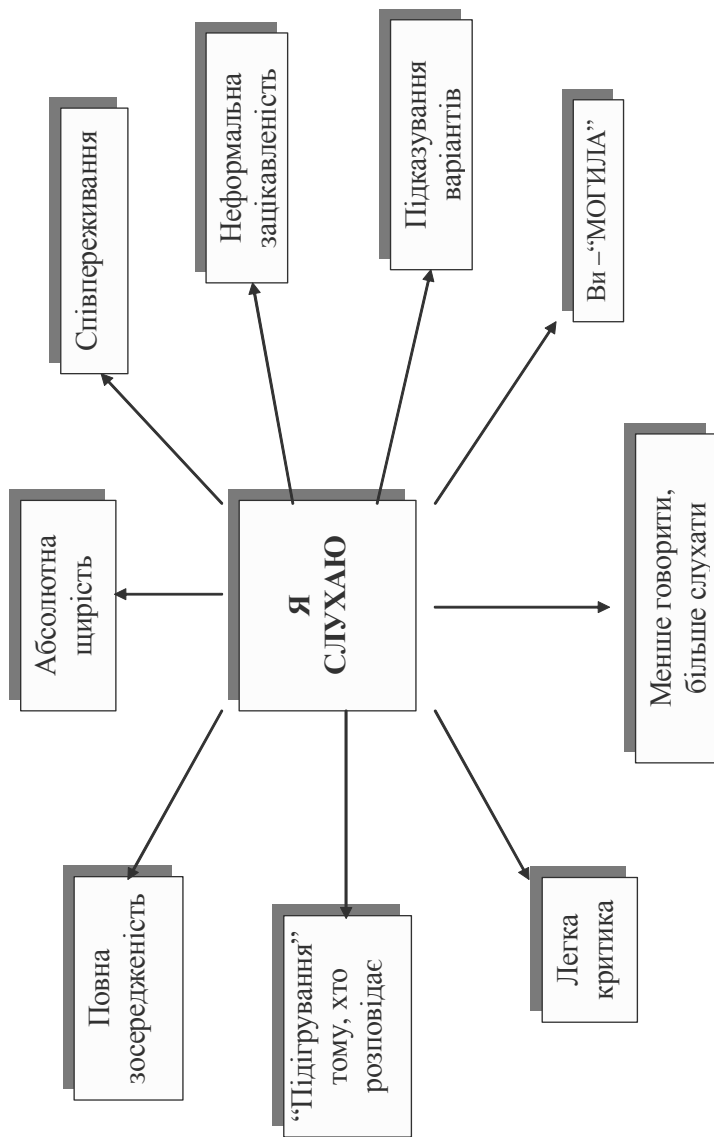 Повна
зосередженість
Абсолютна
щирість
Співпереживання
Неформальна
зацікавленість
“Підігрування”
тому, хто
розповідає
Я
СЛУХАЮ
Підказування
варіантів
Легка
критика
Менше говорити,
більше слухати
Ви –“МОГИЛА”